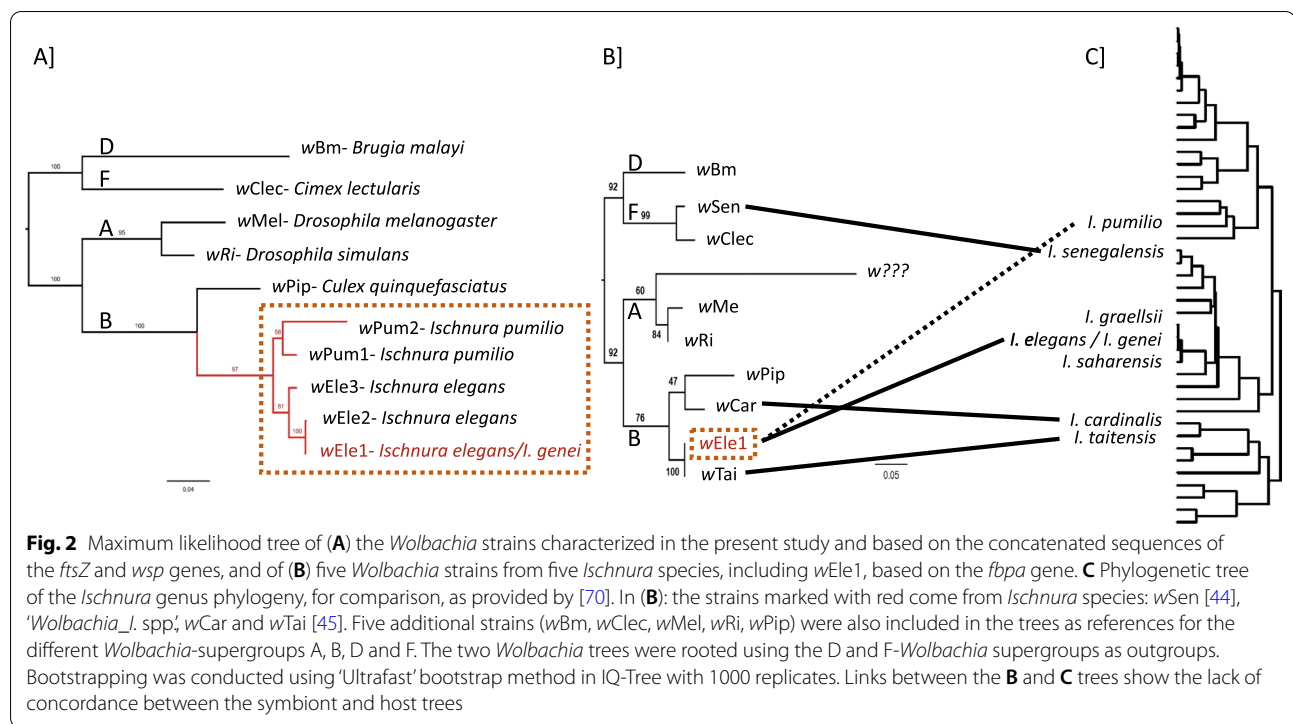 A]
D
100
wBm- Brugia malayi
F
wClec- Cimex lectularis
A
95
wMel- Drosophila melanogaster
100
wRi- Drosophila simulans
B
100
wPip- Culex quinquefasciatus
58
wPum2- Ischnura pumilio
97
wPum1- Ischnura pumilio
61
wEle3- Ischnura elegans
100
wEle2- Ischnura elegans
wEle1- Ischnura elegans/I. genei
0.04
B]
D
92
wBm
F
99
wSen
wClec
w???
60
A
wMe
84
wRi
92
47
wPip
76
wCar
B
wEle1
100
wTai
0.05
C]
I. pumilio
I. senegalensis
I. graellsii
I. elegans / I. genei
I. saharensis
I. cardinalis
I. taitensis
Fig. 2 Maximum likelihood tree of (A) the Wolbachia strains characterized in the present study and based on the concatenated sequences of
the ftsZ and wsp genes, and of (B) five Wolbachia strains from five Ischnura species, including wEle1, based on the fbpa gene. C Phylogenetic tree
of the Ischnura genus phylogeny, for comparison, as provided by [70]. In (B): the strains marked with red come from Ischnura species: wSen [44],
‘Wolbachia_I. spp.’, wCar and wTai [45]. Five additional strains (wBm, wClec, wMel, wRi, wPip) were also included in the trees as references for the
different Wolbachia-supergroups A, B, D and F. The two Wolbachia trees were rooted using the D and F-Wolbachia supergroups as outgroups.
Bootstrapping was conducted using ‘Ultrafast’ bootstrap method in IQ-Tree with 1000 replicates. Links between the B and C trees show the lack of
concordance between the symbiont and host trees